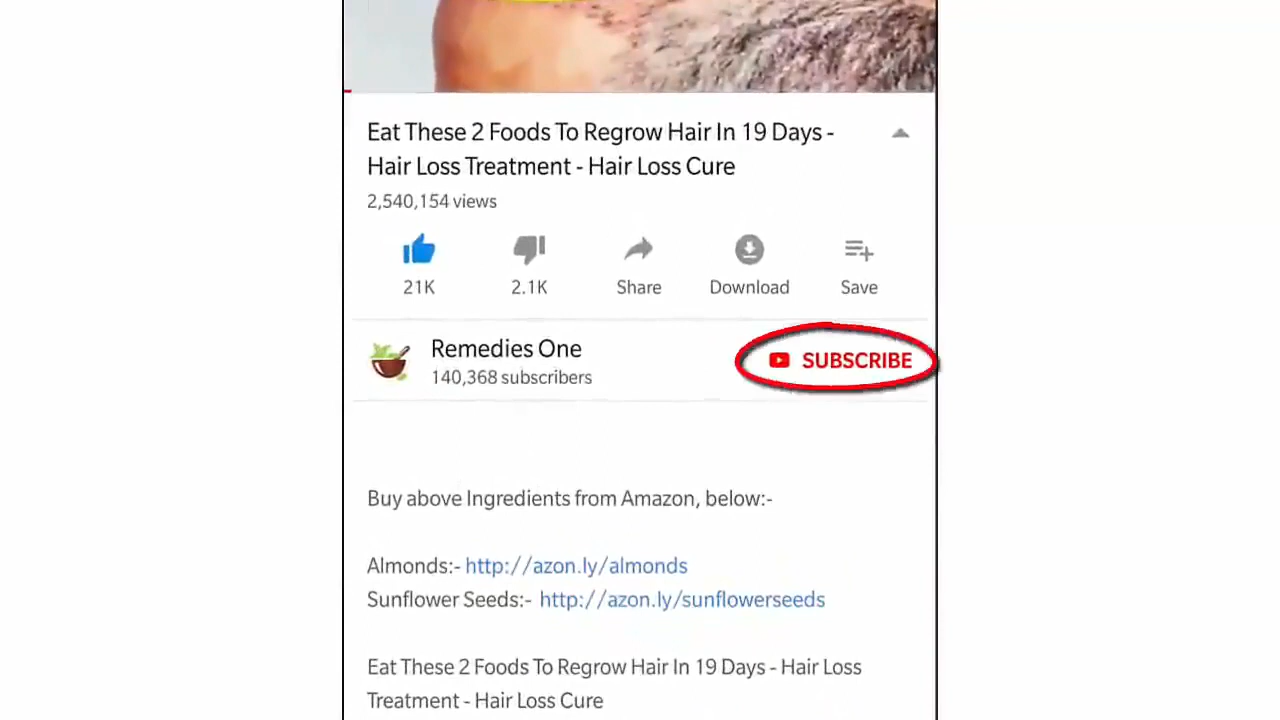 Eat These 2 Foods To Regrow Hair In 19 Days -
Hair Loss Treatment - Hair Loss Cure
2,540,154 views
21K
2.1K
Share
Download
Save
Remedies One
140,368 subscribers
SUBSCRIBE
Buy above Ingredients from Amazon, below:-
Almonds:- http://azon.ly/almonds
Sunflower Seeds:- http://azon.ly/sunflowerseeds
Eat These 2 Foods To Regrow Hair In 19 Days - Hair Loss
Treatment - Hair Loss Cure